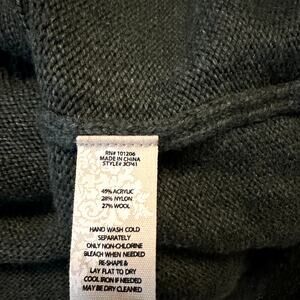 RN# 101206
MADE IN CHINA
STYLE# 3CP41
45% ACRYLIC
28% NYLON
27% WOOL
HAND WASH COLD
SEPARATELY
ONLY NON-CHLORINE
BLEACH WHEN NEEDED
RE-SHAPE &
LAY FLAT TO DRY
COOL IRON IF NEEDED
MAY BE DRY CLEANED